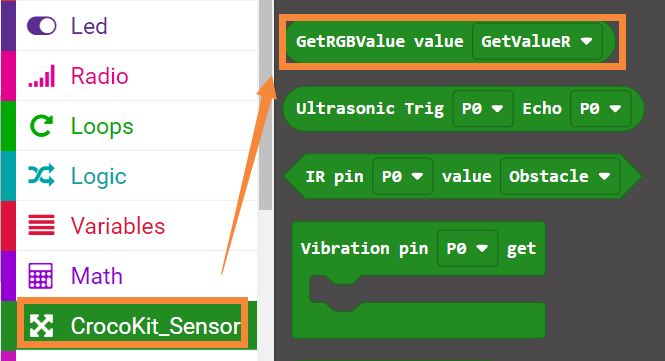 Led
Radio
Loops
Logic
Variables
Math
CrocoKit_Sensor
GetRGBValue value GetValueR
Ultrasonic Trig P0 Echo P0
IR pin P0 value Obstacle
Vibration pin P0 get